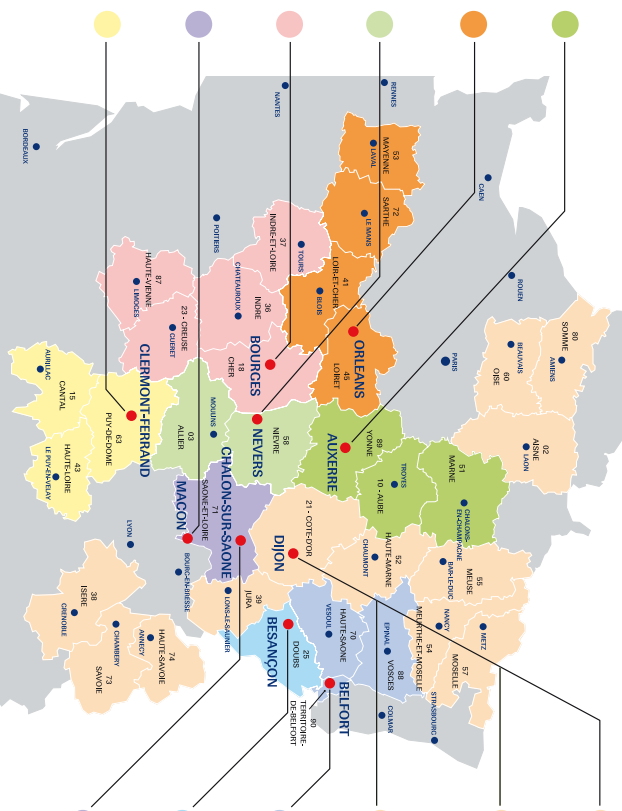 RENNES
NANTES
BORDEAUX
CAEN
ROUEN
POITIERS
PARIS
LYON
BOURG-EN-BRESSE
COLMAR
STRASBOURG
53
MAYENNE
LAVAL
72
SARTHE
LE MANS
37
INDRE-ET-LOIRE
TOURS
41
LOIR-ET-CHER
BLOIS
45
LOIRET
ORLEANS
36
INDRE
CHATEAUROUX
18
CHER
BOURGES
87
HAUTE-VIENNE
LIMOGES
23 - CREUSE
GUERET
80
SOMME
AMIENS
60
OISE
BEAUVAIS
02
AISNE
LAON
15
CANTAL
AURILLAC
63
PUY-DE-DOME
CLERMONT-FERRAND
43
HAUTE-LOIRE
LE PUY-EN-VELAY
03
ALLIER
MOULINS
58
NIEVRE
NEVERS
89
YONNE
AUXERRE
10 - AUBE
TROYES
51
MARNE
CHALONS-
EN-CHAMPAGNE
71
SAONE-ET-LOIRE
CHALON-SUR-SAONE
MACON
21 - COTE-D'OR
DIJON
52
HAUTE-MARNE
CHAUMONT
55
MEUSE
BAR-LE-DUC
54
MEURTHE-ET-MOSELLE
NANCY
57
MOSELLE
METZ
88
VOSGES
EPINAL
70
HAUTE-SAONE
VESOUL
39
JURA
LONS-LE-SAUNIER
25
DOUBS
BESANÇON
90
TERRITOIRE-
DE-BELFORT
BELFORT
38
ISERE
GRENOBLE
73
SAVOIE
CHAMBERY
74
HAUTE-SAVOIE
ANNECY